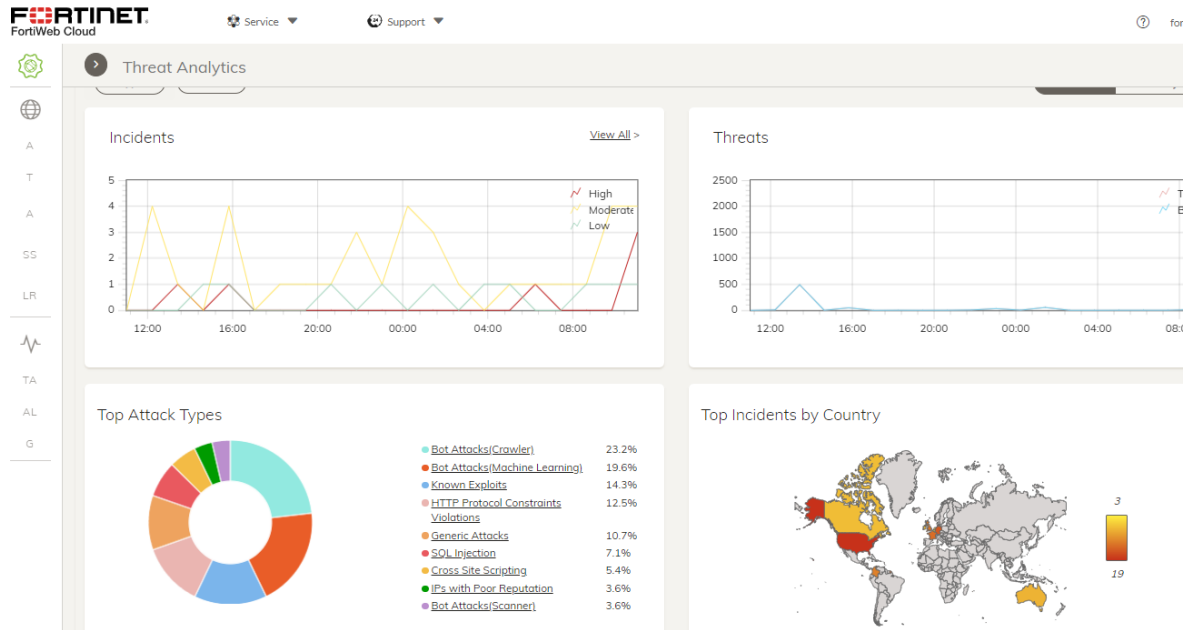 FORTINET
FortiWeb Cloud
Service
24
Support
?
for
Threat Analytics
A
T
A
SS
LR
TA
AL
G
Incidents
View All >
5
4
3
2
1
0
High
Moderate
Low
12:00 16:00 20:00 00:00 04:00 08:00
Threats
2500
2000
1500
1000
500
0
T
B
12:00 16:00 20:00 00:00 04:00 08:0
Top Attack Types
Bot Attacks(Crawler) 23.2%
Bot Attacks(Machine Learning) 19.6%
Known Exploits 14.3%
HTTP Protocol Constraints 12.5%
Violations
Generic Attacks 10.7%
SQL Injection 7.1%
Cross Site Scripting 5.4%
IPs with Poor Reputation 3.6%
Bot Attacks(Scanner) 3.6%
Top Incidents by Country
3
19